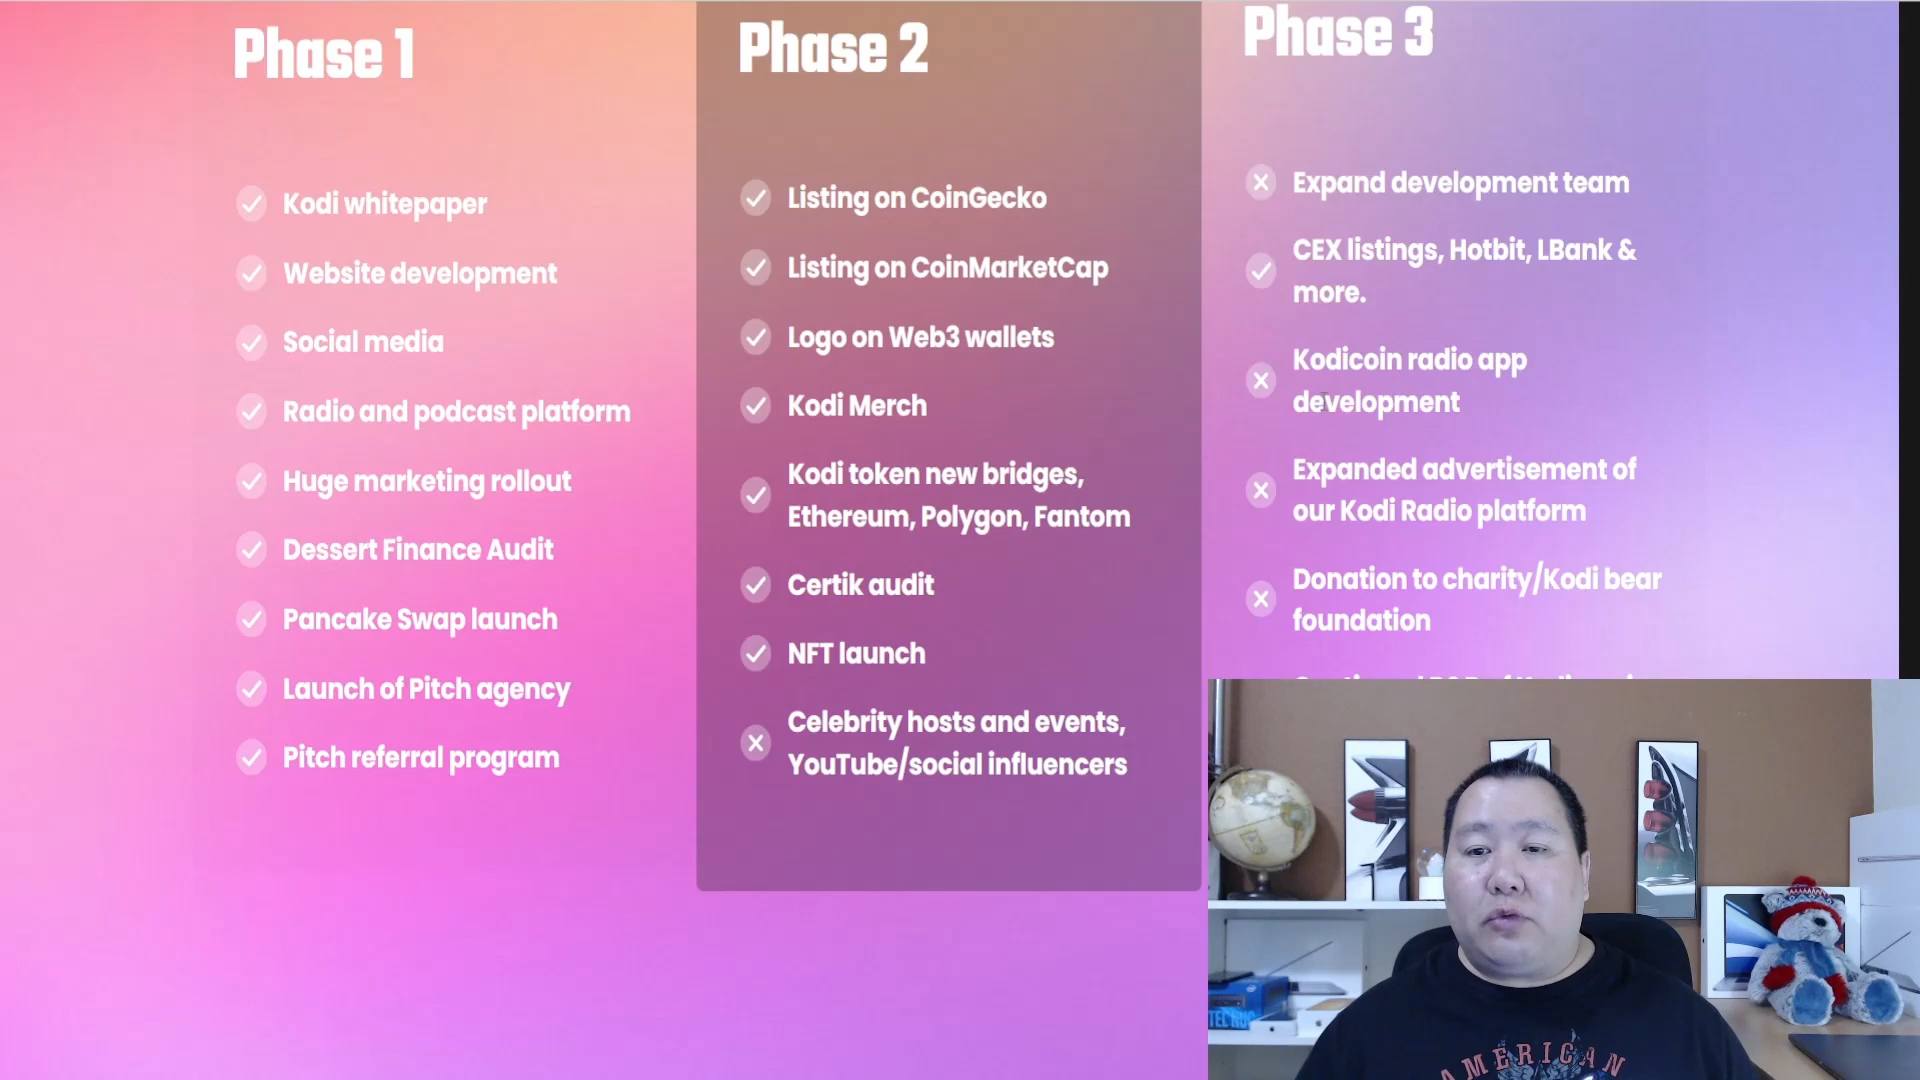 Phase 1
Kodi whitepaper
Website development
Social media
Radio and podcast platform
Huge marketing rollout
Dessert Finance Audit
Pancake Swap launch
Launch of Pitch agency
Pitch referral program
Phase 2
Listing on CoinGecko
Listing on CoinMarketCap
Logo on Web3 wallets
Kodi Merch
Kodi token new bridges,
Ethereum, Polygon, Fantom
Certik audit
NFT launch
Celebrity hosts and events,
YouTube/social influencers
Phase 3
Expand development team
CEX listings, Hotbit, LBank &
more.
Kodicoin radio app
development
Expanded advertisement of
our Kodi Radio platform
Donation to charity/Kodi bear
foundation
AMERICAN